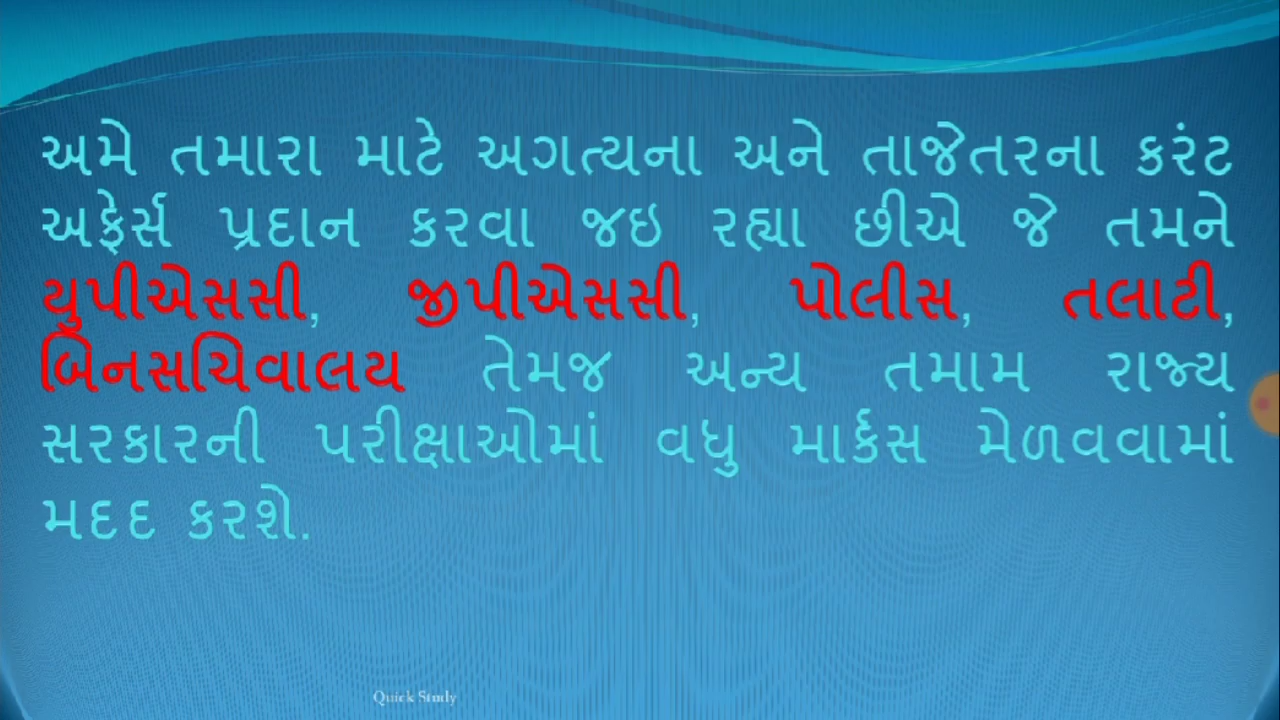 અમે તમારા માટે અગત્યના અને તાજેતરના કરંટ
અફેર્સ પ્રદાન કરવા જઇ રહ્યા છીએ જે તમને
યુપીએસસી, જીપીએસસી, પોલીસ, તલાટી,
બિનસચિવાલય તેમજ અન્ય તમામ રાજ્ય
સરકારની પરીક્ષાઓમાં વધુ માર્કસ મેળવવામાં
મદદ કરશે.
Quick Study